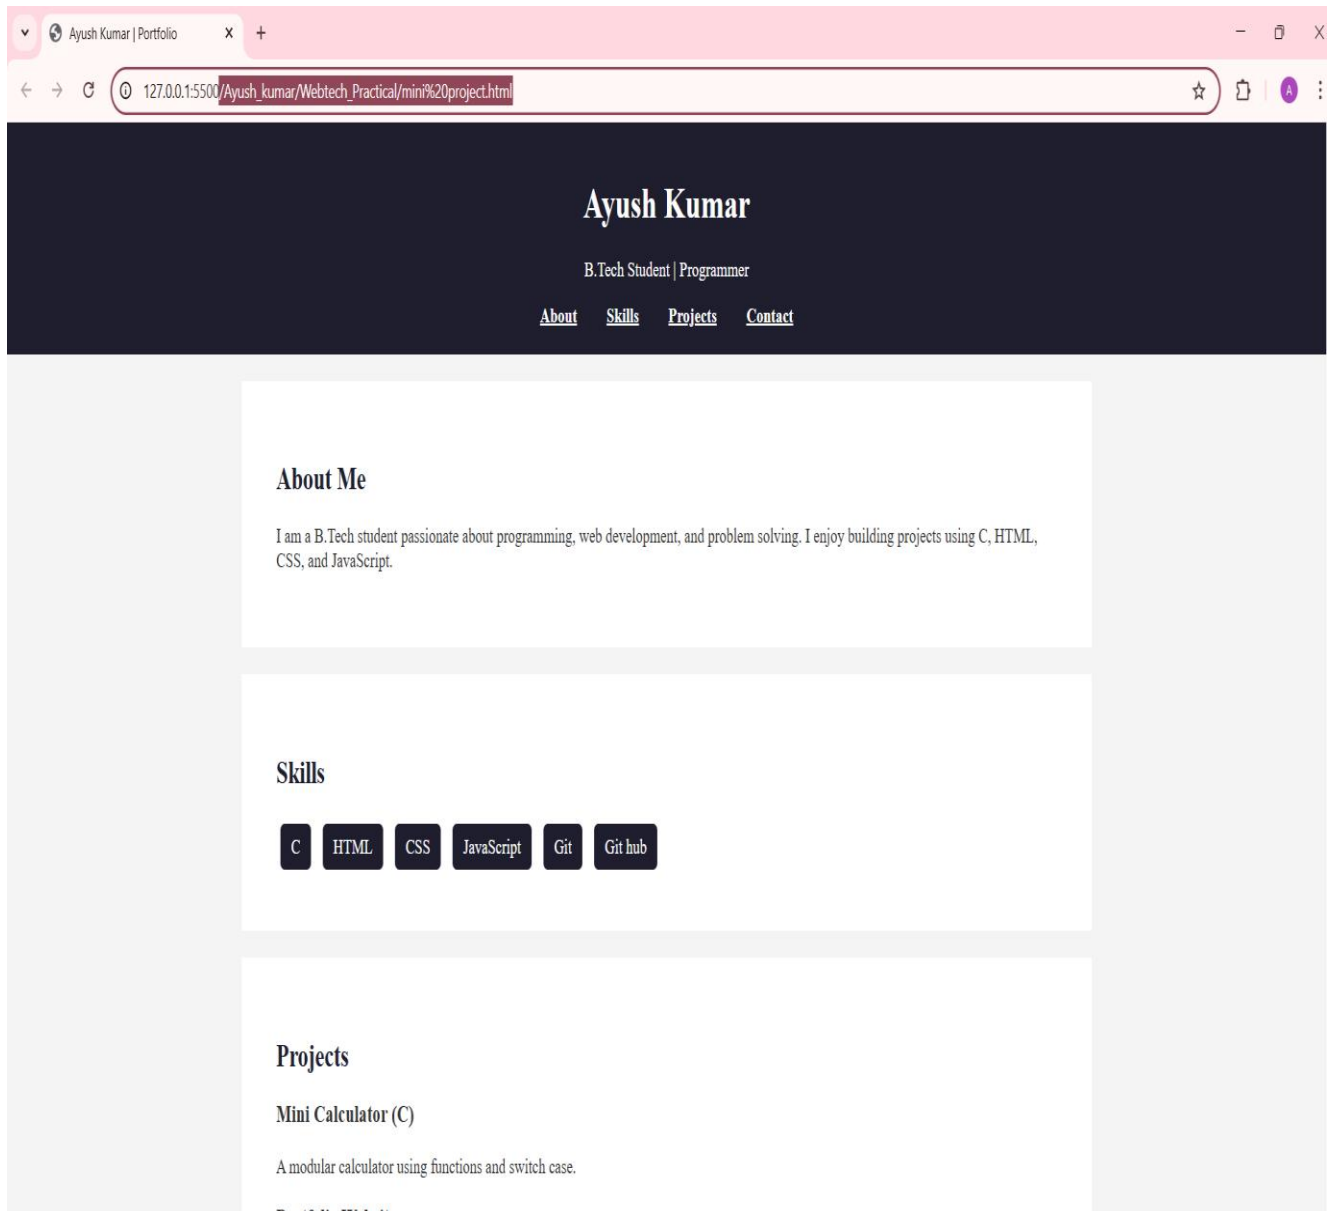 Ayush Kumar | Portfolio
127.0.0.1:5500/Ayush_kumar/Webtech_Practical/mini%20project.html
A
Ayush Kumar
B.Tech Student | Programmer
About Skills Projects Contact
About Me
I am a B.Tech student passionate about programming, web development, and problem solving. I enjoy building projects using C, HTML,
CSS, and JavaScript.
Skills
C HTML CSS JavaScript Git Git hub
Projects
Mini Calculator (C)
A modular calculator using functions and switch case.